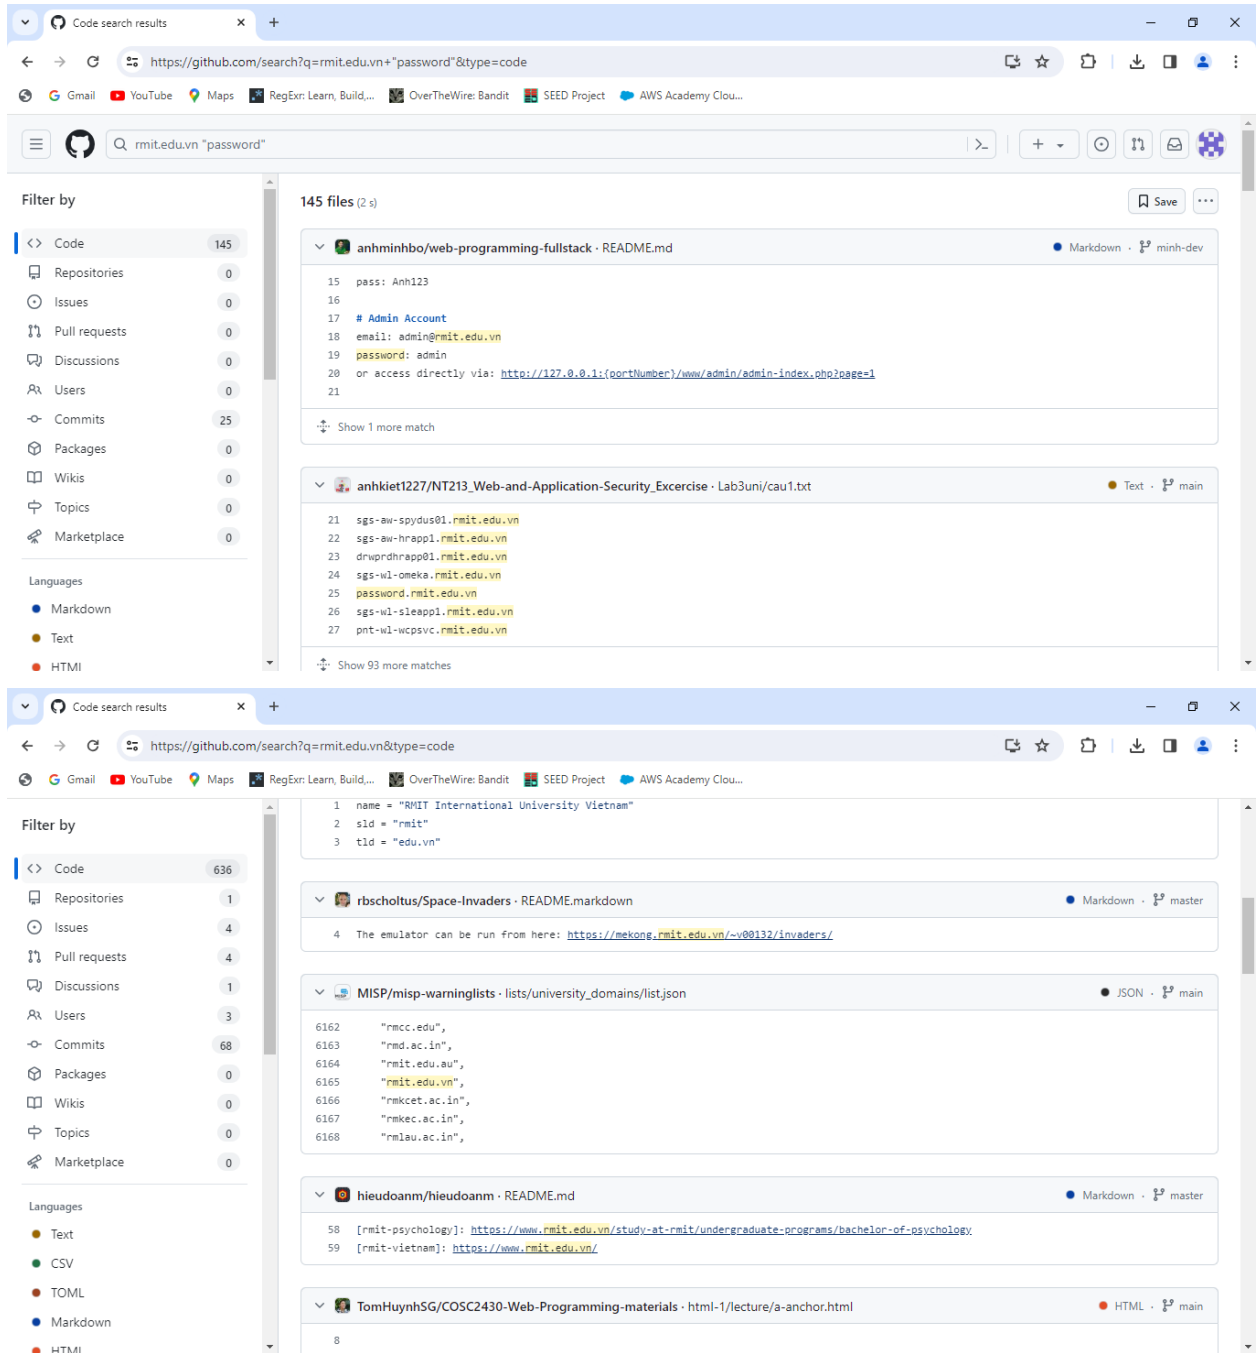 Code search results
https://github.com/search?q=rmit.edu.vn+"password"&type=code
Gmail YouTube Maps RegExr: Learn, Build,... OverTheWire: Bandit SEED Project AWS Academy Clou...
rmit.edu.vn "password"
Filter by
Code 145
Repositories 0
Issues 0
Pull requests 0
Discussions 0
Users 0
Commits 25
Packages 0
Wikis 0
Topics 0
Marketplace 0
Languages
Markdown
Text
HTML
145 files (2 s)
Save
anhminhbo/web-programming-fullstack · README.md Markdown · minh-dev
15 pass: Anh123
16
17 # Admin Account
18 email: admin@rmit.edu.vn
19 password: admin
20 or access directly via: http://127.0.0.1:{portNumber}/www/admin/admin-index.php?page=1
21
Show 1 more match
anhkiet1227/NT213_Web-and-Application-Security_Excercise · Lab3uni/cau1.txt Text · main
21 sgs-aw-spydus01.rmit.edu.vn
22 sgs-aw-hrapp1.rmit.edu.vn
23 drwprdhrapp01.rmit.edu.vn
24 sgs-wl-omeka.rmit.edu.vn
25 password.rmit.edu.vn
26 sgs-wl-sleapp1.rmit.edu.vn
27 pnt-wl-wcpsvc.rmit.edu.vn
Show 93 more matches
Code search results
https://github.com/search?q=rmit.edu.vn&type=code
Gmail YouTube Maps RegExr: Learn, Build,... OverTheWire: Bandit SEED Project AWS Academy Clou...
Filter by
Code 636
Repositories 1
Issues 4
Pull requests 4
Discussions 1
Users 3
Commits 68
Packages 0
Wikis 0
Topics 0
Marketplace 0
Languages
Text
CSV
TOML
Markdown
HTML
1 name = "RMIT International University Vietnam"
2 sld = "rmit"
3 tld = "edu.vn"
rbscholtus/Space-Invaders · README.markdown Markdown · master
4 The emulator can be run from here: https://mekong.rmit.edu.vn/~v00132/invaders/
MISP/misp-warninglists · lists/university_domains/list.json JSON · main
6162 "rmcc.edu",
6163 "rmd.ac.in",
6164 "rmit.edu.au",
6165 "rmit.edu.vn",
6166 "rmkcet.ac.in",
6167 "rmkec.ac.in",
6168 "rmlau.ac.in",
hieudoanm/hieudoanm · README.md Markdown · master
58 [rmit-psychology]: https://www.rmit.edu.vn/study-at-rmit/undergraduate-programs/bachelor-of-psychology
59 [rmit-vietnam]: https://www.rmit.edu.vn/
TomHuynhSG/COSC2430-Web-Programming-materials · html-1/lecture/a-anchor.html HTML · main
8